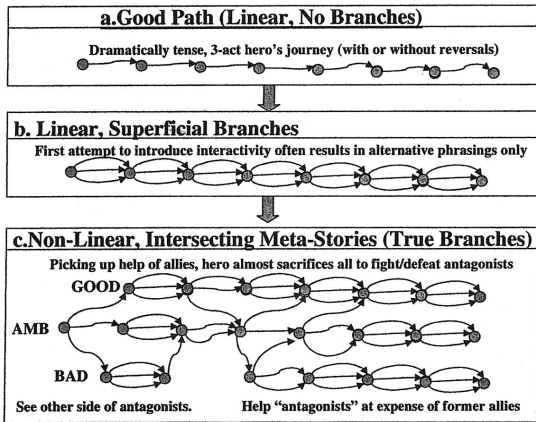 a.Good Path (Linear, No Branches)
Dramatically tense, 3-act hero's journey (with or without reversals)
b. Linear, Superficial Branches
First attempt to introduce interactivity often results in alternative phrasings only
c.Non-Linear, Intersecting Meta-Stories (True Branches)
Picking up help of allies, hero almost sacrifices all to fight/defeat antagonists
GOOD
AMB
BAD
See other side of antagonists.
Help "antagonists" at expense of former allies